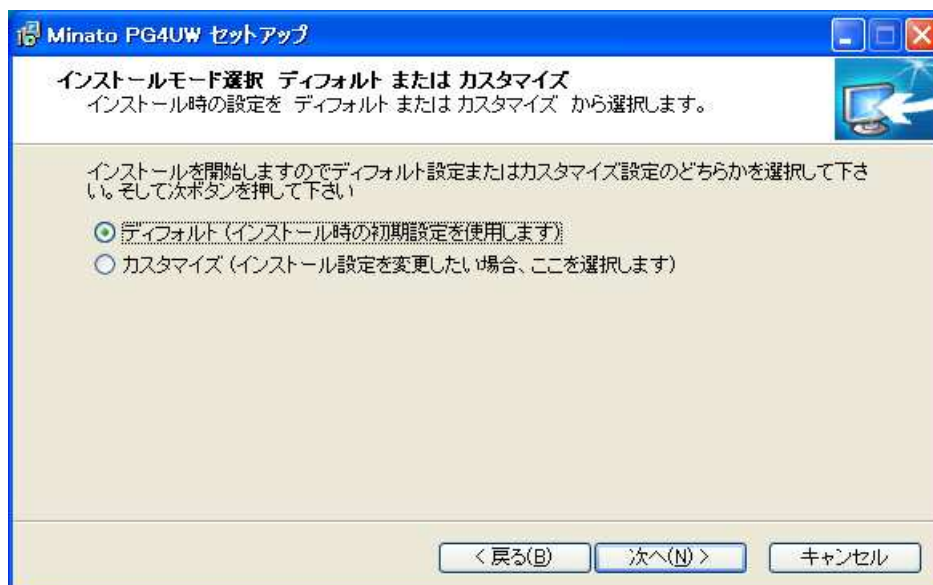 Minato PG4UW セットアップ
インストールモード選択 ディフォルト または カスタマイズ
インストール時の設定を ディフォルト または カスタマイズ から選択します。
インストールを開始しますのでディフォルト設定またはカスタマイズ設定のどちらかを選択して下さ
い。そして次ボタンを押して下さい
ディフォルト(インストール時の初期設定を使用します)
カスタマイズ(インストール設定を変更したい場合、ここを選択します)
< 戻る(B)
次へ(N) >
キャンセル